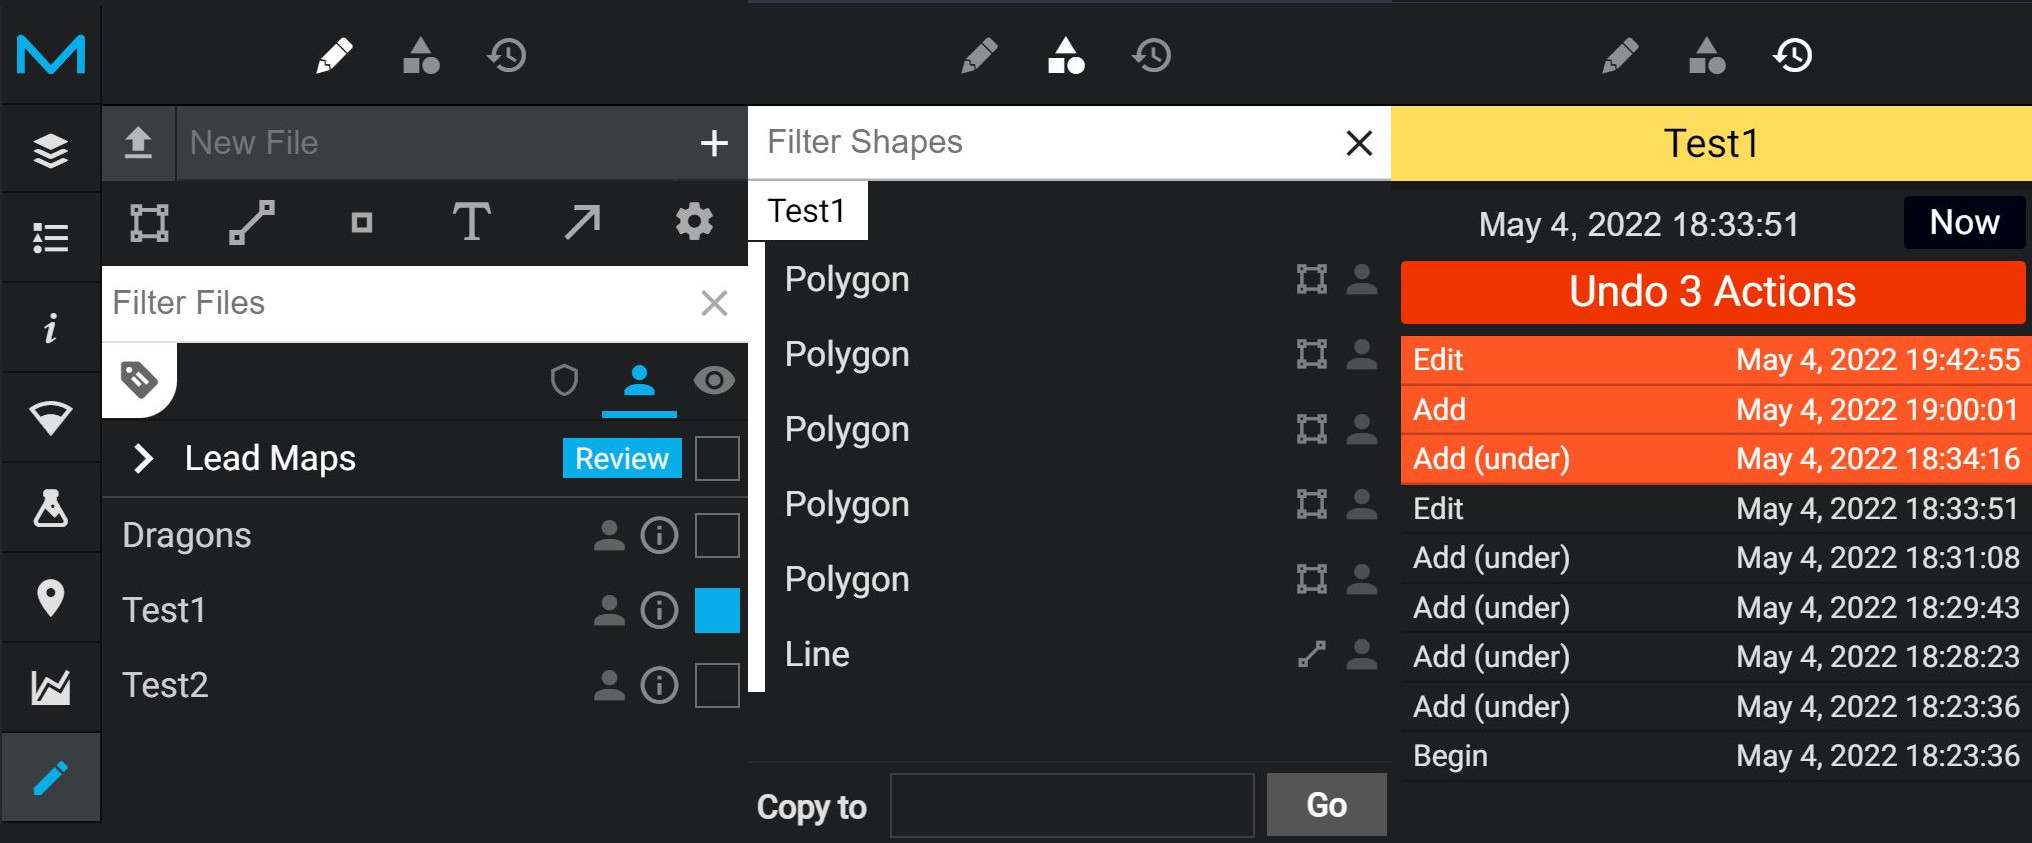 New File
Filter Files
Lead Maps Review
Dragons
Test1
Test2
Filter Shapes
Test1
Polygon
Polygon
Polygon
Polygon
Polygon
Line
Copy to Go
Test1
May 4, 2022 18:33:51 Now
Undo 3 Actions
Edit May 4, 2022 19:42:55
Add May 4, 2022 19:00:01
Add (under) May 4, 2022 18:34:16
Edit May 4, 2022 18:33:51
Add (under) May 4, 2022 18:31:08
Add (under) May 4, 2022 18:29:43
Add (under) May 4, 2022 18:28:23
Add (under) May 4, 2022 18:23:36
Begin May 4, 2022 18:23:36